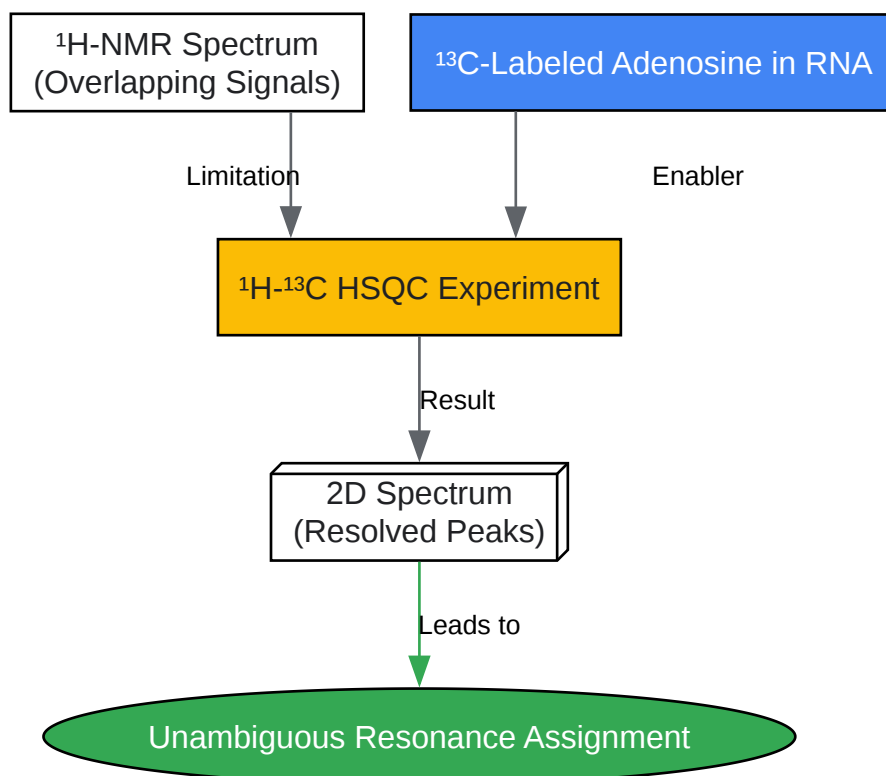 ¹H-NMR Spectrum
(Overlapping Signals)
¹³C-Labeled Adenosine in RNA
Limitation
Enabler
¹H-¹³C HSQC Experiment
Result
2D Spectrum
(Resolved Peaks)
Leads to
Unambiguous Resonance Assignment